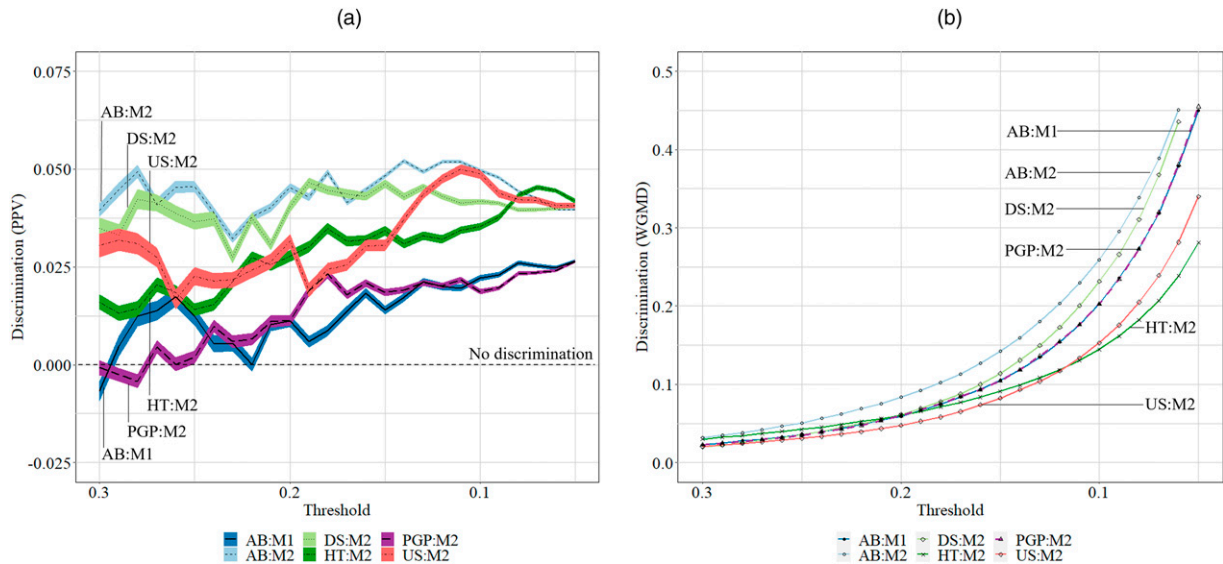 (a)
0.075
0.050
0.025
0.000
-0.025
Discrimination (PPV)
AB:M2
DS:M2
US:M2
No discrimination
HT:M2
PGP:M2
AB:M1
0.3
0.2
0.1
Threshold
AB:M1 DS:M2 PGP:M2
AB:M2 HT:M2 US:M2
(b)
0.5
0.4
0.3
0.2
0.1
0.0
Discrimination (WGMD)
AB:M1
AB:M2
DS:M2
PGP:M2
HT:M2
US:M2
0.3
0.2
0.1
Threshold
AB:M1 DS:M2 PGP:M2
AB:M2 HT:M2 US:M2